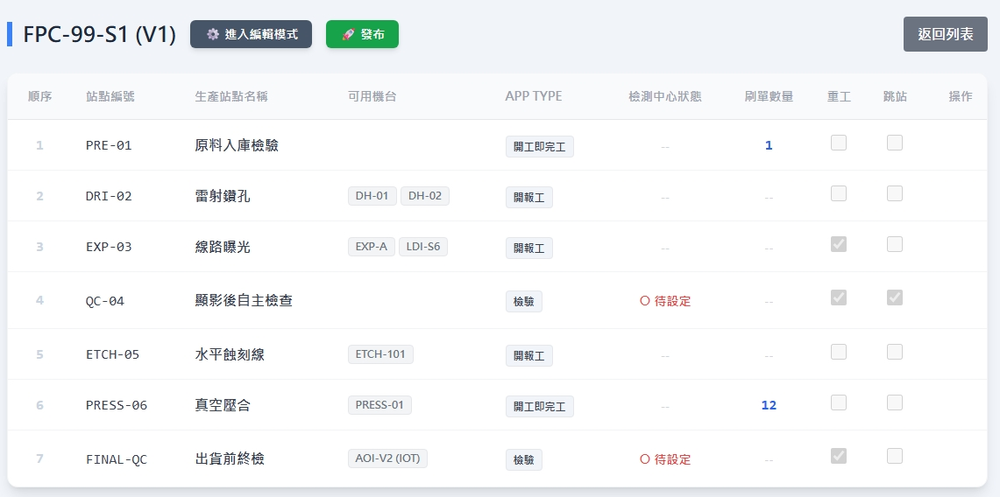 FPC-99-S1 (V1) ⚙️ 進入編輯模式 🚀 發布 返回列表
順序 站點編號 生產站點名稱 可用機台 APP TYPE 檢測中心狀態 刷單數量 重工 跳站 操作
1 PRE-01 原料入庫檢驗 開工即完工 -- 1
2 DRI-02 雷射鑽孔 DH-01 DH-02 開報工 -- --
3 EXP-03 線路曝光 EXP-A LDI-S6 開報工 -- --
4 QC-04 顯影後自主檢查 檢驗 待設定 --
5 ETCH-05 水平蝕刻線 ETCH-101 開報工 -- --
6 PRESS-06 真空壓合 PRESS-01 開工即完工 -- 12
7 FINAL-QC 出貨前終檢 AOI-V2 (IOT) 檢驗 待設定 --